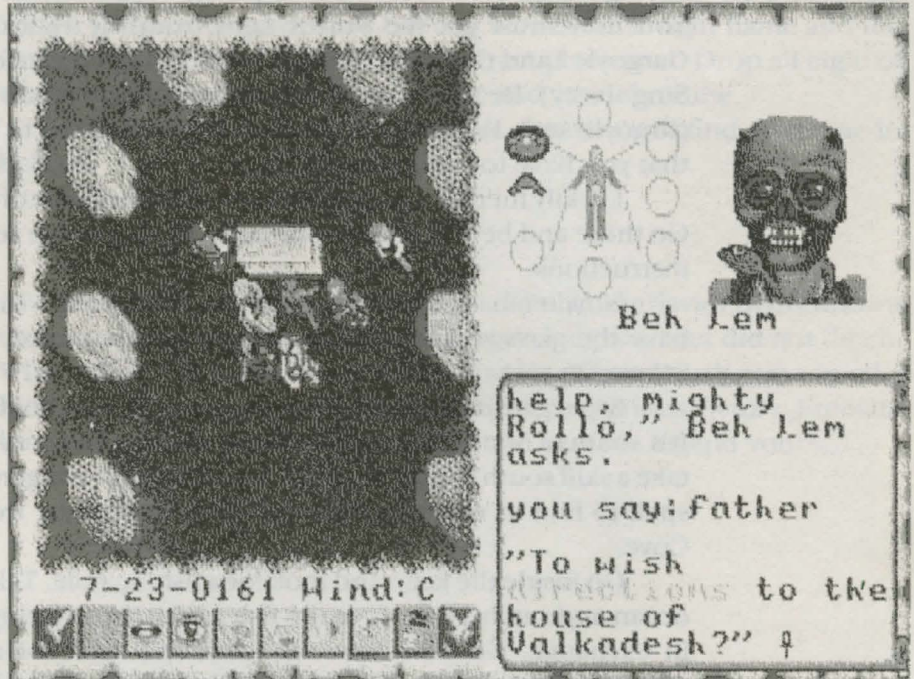 Beh Lem
help, mighty
Rollo," Beh Lem
asks.
you say:father
"To wish
directions to the
house of
Valkadesh?"
7-23-0161 Wind:C